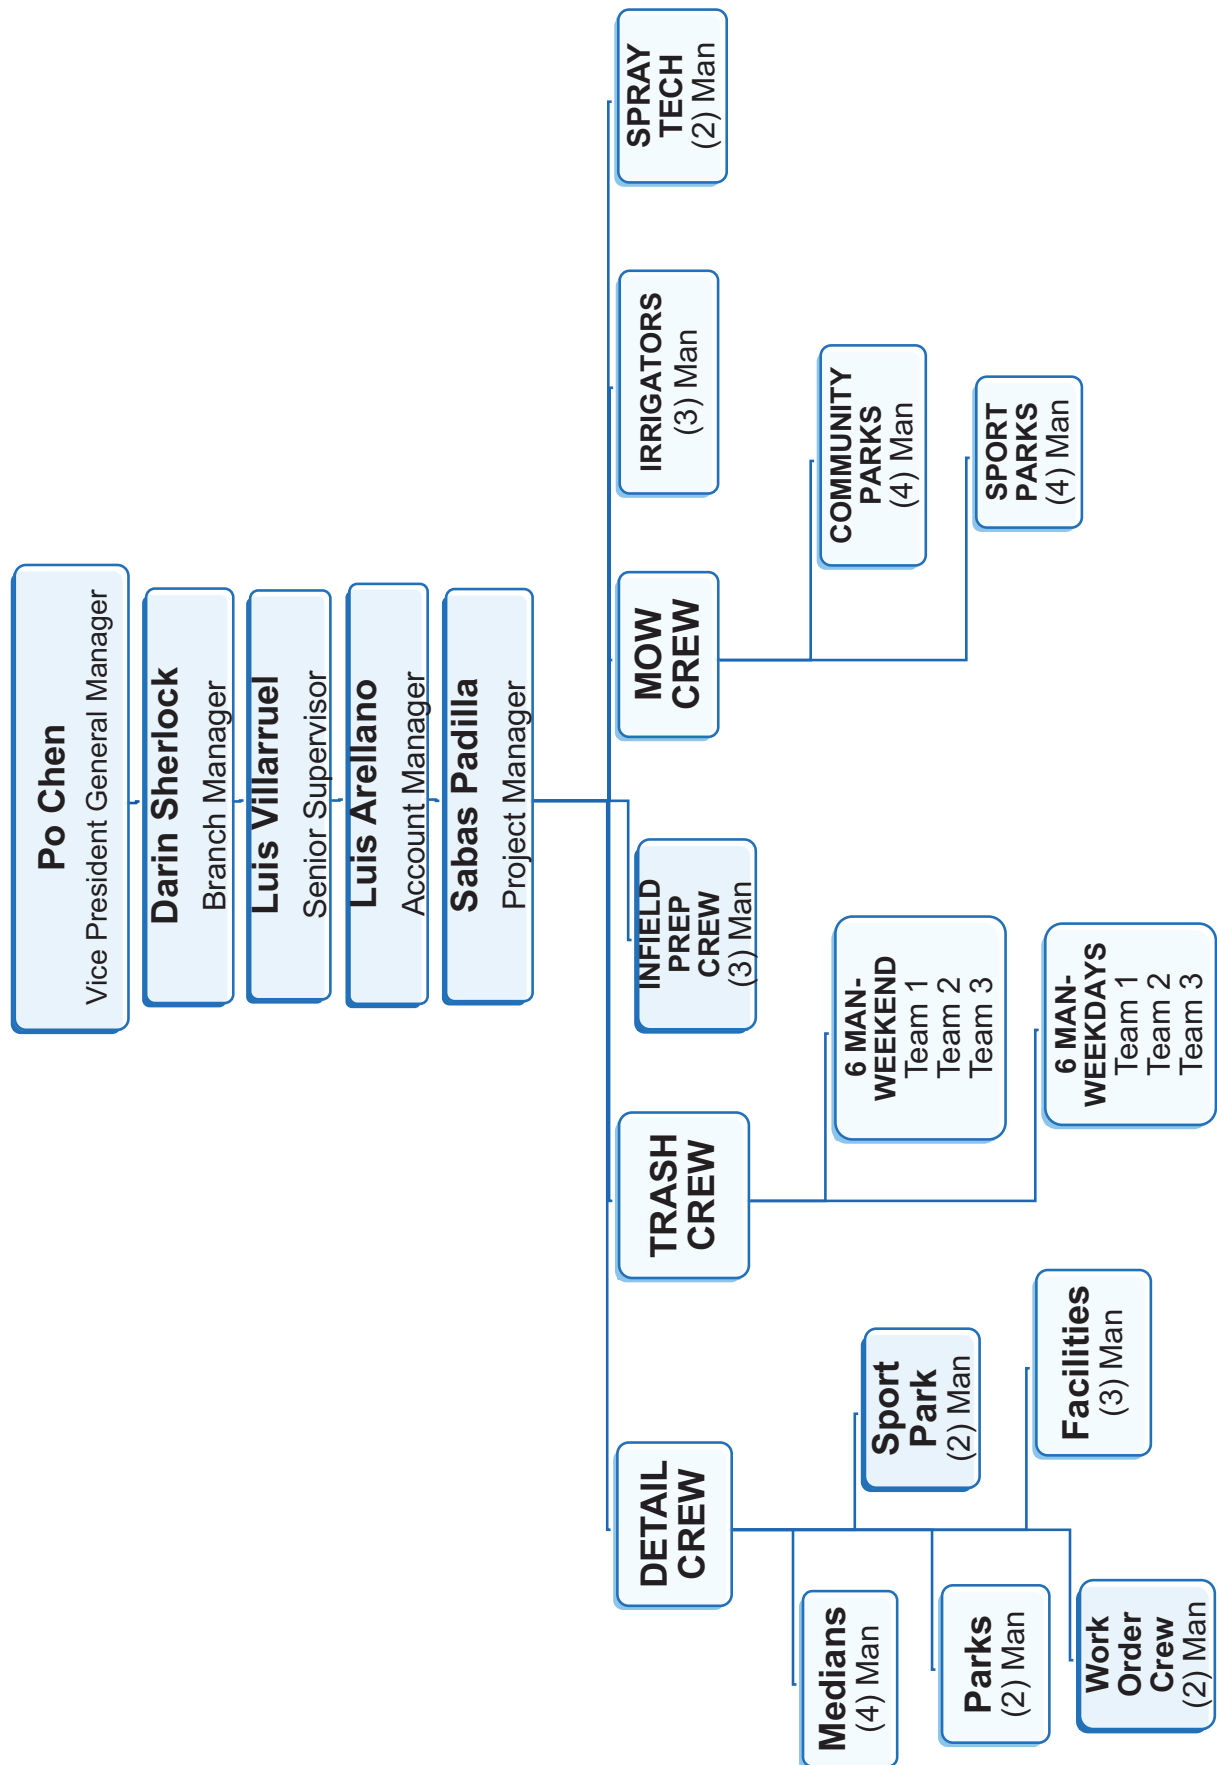 Po Chen
Vice President General Manager
Darin Sherlock
Branch Manager
Luis Villarruel
Senior Supervisor
Luis Arellano
Account Manager
Sabas Padilla
Project Manager
DETAIL
CREW
Medians
(4) Man
Sport
Park
(2) Man
Parks
(2) Man
Facilities
(3) Man
Work
Order
Crew
(2) Man
TRASH
CREW
6 MAN-
WEEKEND
Team 1
Team 2
Team 3
6 MAN-
WEEKDAYS
Team 1
Team 2
Team 3
INFIELD
PREP
CREW
(3) Man
MOW
CREW
COMMUNITY
PARKS
(4) Man
SPORT
PARKS
(4) Man
IRRIGATORS
(3) Man
SPRAY
TECH
(2) Man